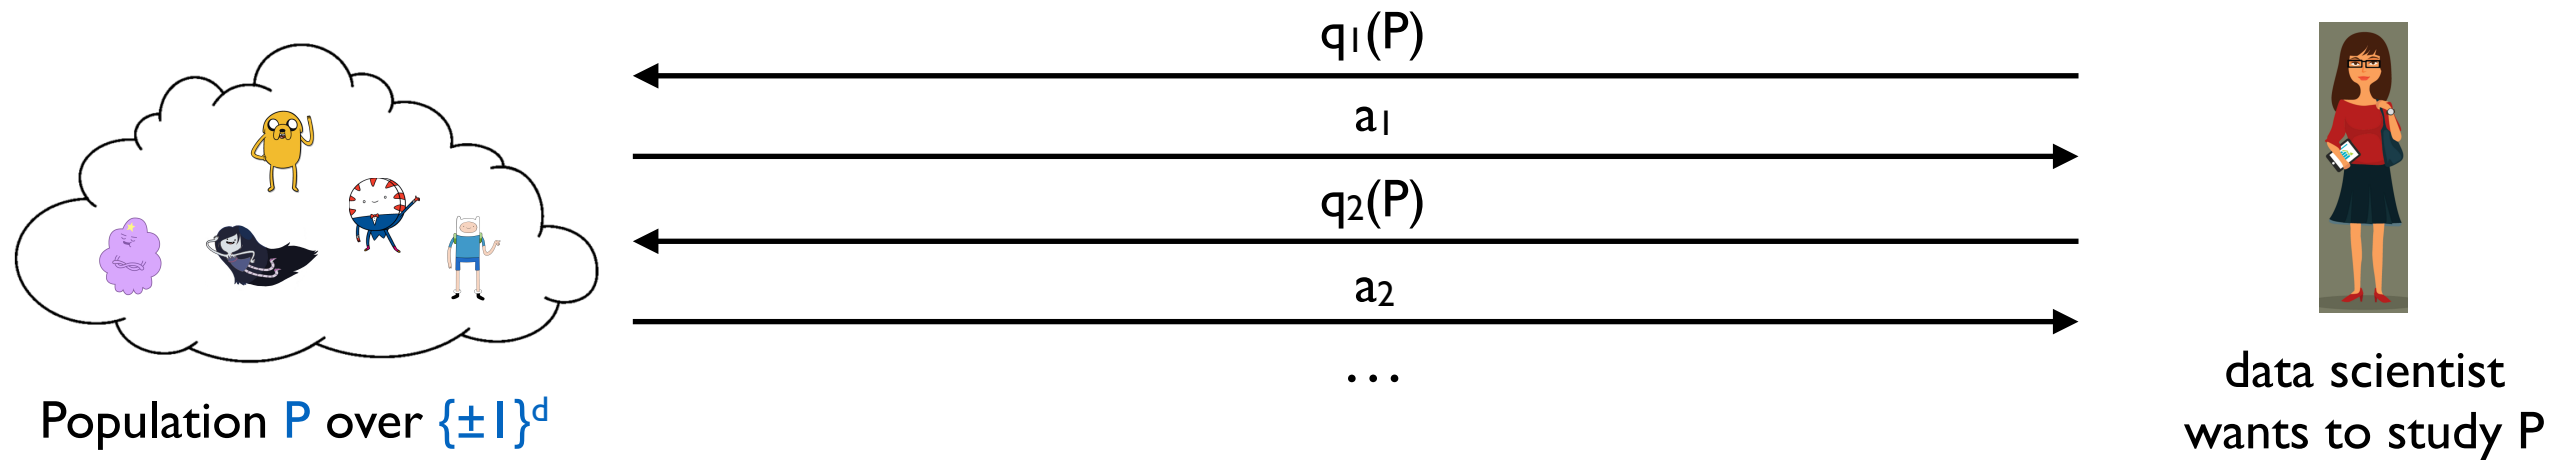 q₁(P)
a₁
q₂(P)
a₂
...
Population P over {±1}ᵈ
data scientist
wants to study P